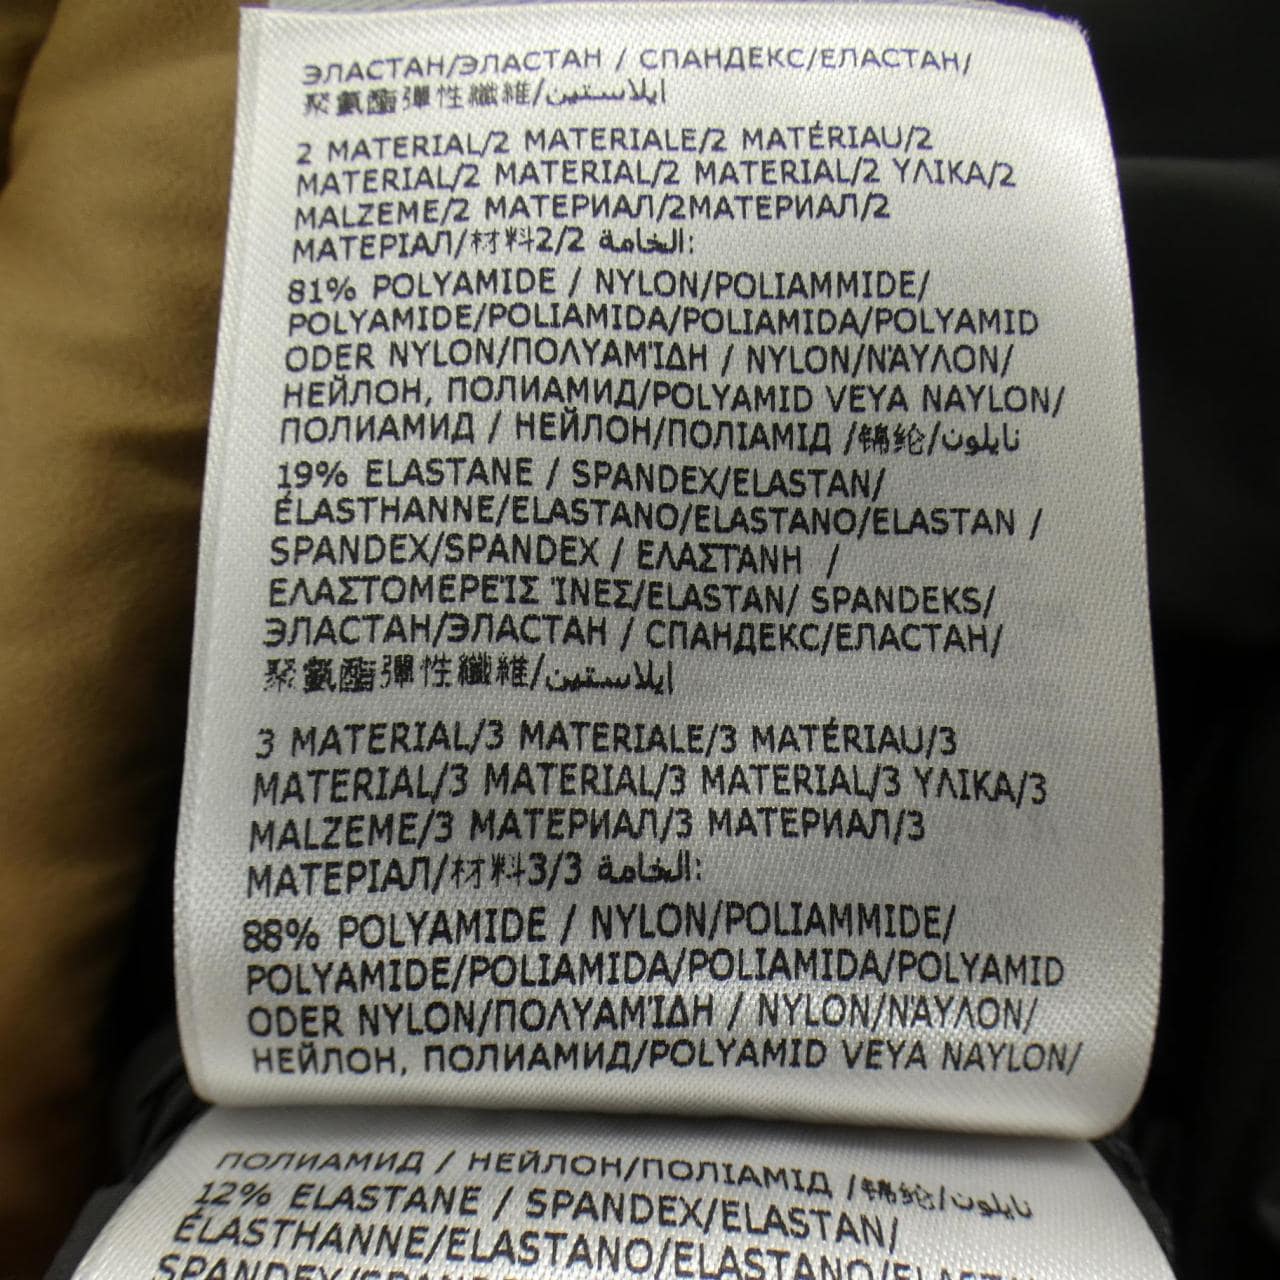 ЭЛАСТАН/ЭЛАСТАН / СПАНДЕКС/ЕЛАСТАН/
聚氨酯彈性纖維/ايلاستين
2 MATERIAL/2 MATERIALE/2 MATÉRIAU/2
MATERIAL/2 MATERIAL/2 MATERIAL/2 ΥΛΙΚΑ/2
MALZEME/2 МАТЕРИАЛ/2МАТЕРИАЛ/2
МАТЕРІАЛ/材料2/2 الخامة:
81% POLYAMIDE / NYLON/POLIAMMIDE/
POLYAMIDE/POLIAMIDA/POLIAMIDA/POLYAMID
ODER NYLON/ΠΟΛΥΑΜΊΔΗ / NYLON/ΝΆΥΛΟΝ/
НЕЙЛОН, ПОЛИАМИД/POLYAMID VEYA NAYLON/
ПОЛИАМИД / НЕЙЛОН/ПОЛІАМІД /锦纶/نايلون
19% ELASTANE / SPANDEX/ELASTAN/
ÉLASTHANNE/ELASTANO/ELASTANO/ELASTAN /
SPANDEX/SPANDEX / ΕΛΑΣΤΆΝΗ /
ΕΛΑΣΤΟΜΕΡΕΊΣ ΊΝΕΣ/ELASTAN/ SPANDEKS/
ЭЛАСТАН/ЭЛАСТАН / СПАНДЕКС/ЕЛАСТАН/
聚氨酯彈性纖維/ايلاستين
3 MATERIAL/3 MATERIALE/3 MATÉRIAU/3
MATERIAL/3 MATERIAL/3 MATERIAL/3 ΥΛΙΚΑ/3
MALZEME/3 МАТЕРИАЛ/3 МАТЕРИАЛ/3
МАТЕРІАЛ/材料3/3 الخامة:
88% POLYAMIDE / NYLON/POLIAMMIDE/
POLYAMIDE/POLIAMIDA/POLIAMIDA/POLYAMID
ODER NYLON/ΠΟΛΥΑΜΊΔΗ / NYLON/ΝΆΥΛΟΝ/
НЕЙЛОН, ПОЛИАМИД/POLYAMID VEYA NAYLON/
ПОЛИАМИД / НЕЙЛОН/ПОЛІАМІД /锦纶/نايلون
12% ELASTANE / SPANDEX/ELASTAN/
ÉLASTHANNE/ELASTANO/ELASTANO/ELASTAN
SPANDEX/SPANDEX